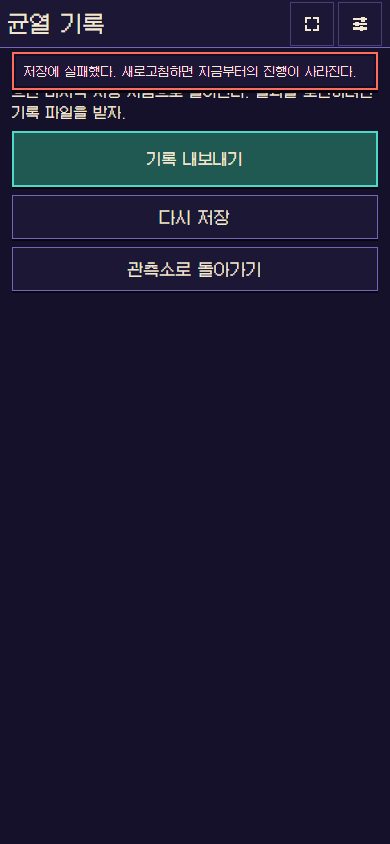 균열 기록
저장에 실패했다. 새로고침하면 지금부터의 진행이 사라진다.
기록 파일을 받자.
기록 내보내기
다시 저장
관측소로 돌아가기